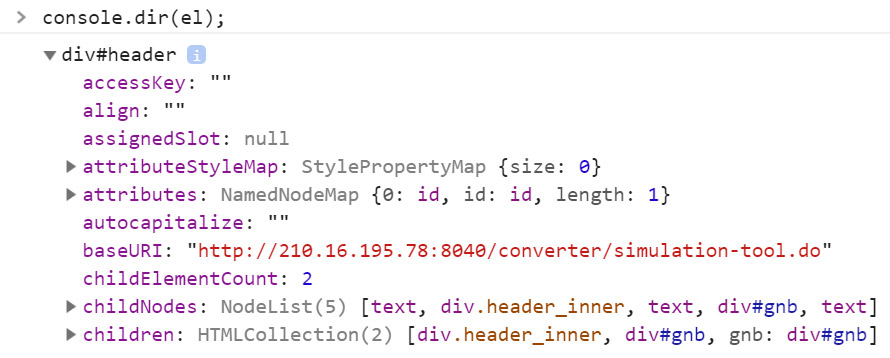 > console.dir(el);
▼div#header i
accessKey: ""
align: ""
assignedSlot: null
▶attributeStyleMap: StylePropertyMap {size: 0}
▶attributes: NamedNodeMap {0: id, id: id, length: 1}
autocapitalize: ""
baseURI: "http://210.16.195.78:8040/converter/simulation-tool.do"
childElementCount: 2
▶childNodes: NodeList(5) [text, div.header_inner, text, div#gnb, text]
▶children: HTMLCollection(2) [div.header_inner, div#gnb, gnb: div#gnb]